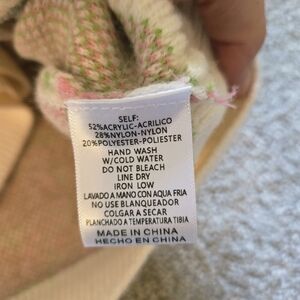 SELF:
52%ACRYLIC-ACRILICO
28%NYLON-NYLON
20%POLYESTER-POLIESTER
HAND WASH
W/COLD WATER
DO NOT BLEACH
LINE DRY
IRON LOW
LAVADO A MANO CON AQUA FRIA
NO USE BLANQUEADOR
COLGAR A SECAR
PLANCHADO A TEMPERATURA TIBIA
MADE IN CHINA
HECHO EN CHINA